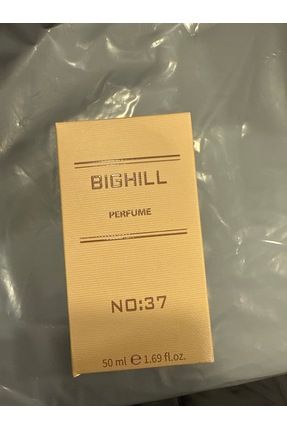 BIGHILL
PERFUME
NO:37
50 ml ℮ 1.69 fl.oz.